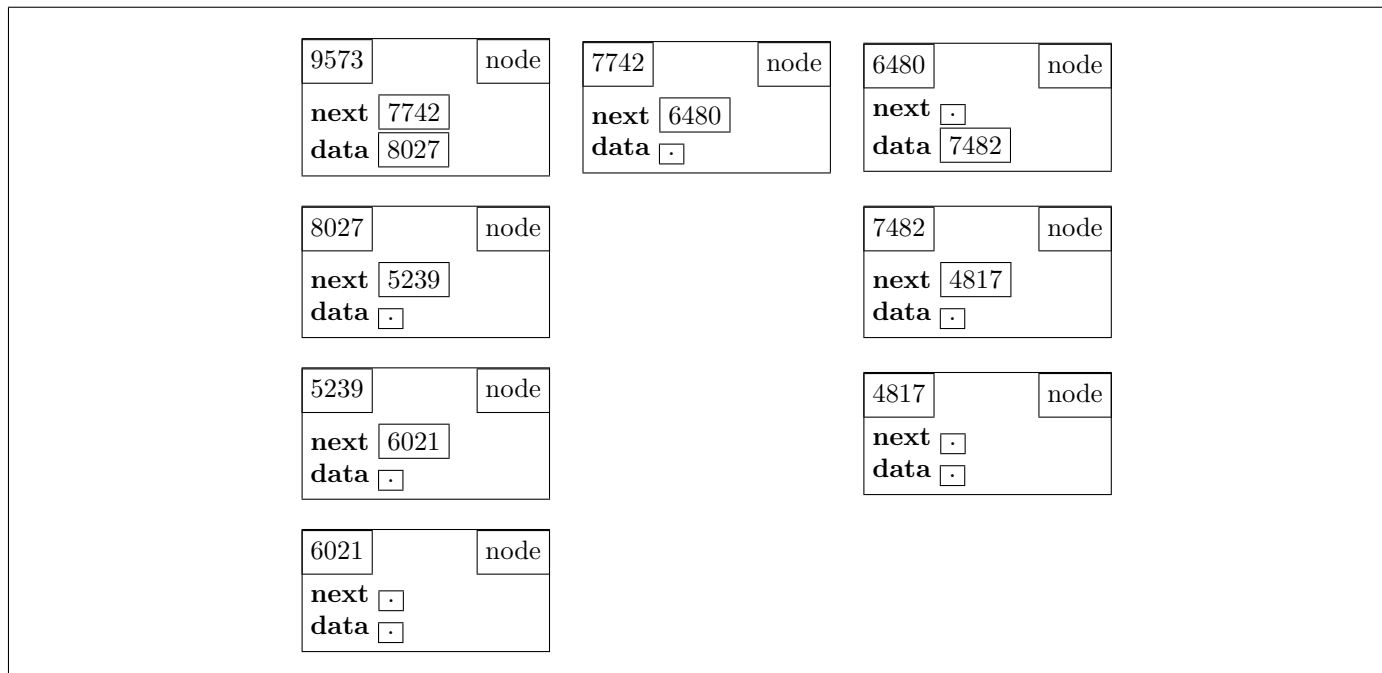 9573 node
next 7742
data 8027
7742 node
next 6480
data .
6480 node
next .
data 7482
8027 node
next 5239
data .
7482 node
next 4817
data .
5239 node
next 6021
data .
4817 node
next .
data .
6021 node
next .
data .